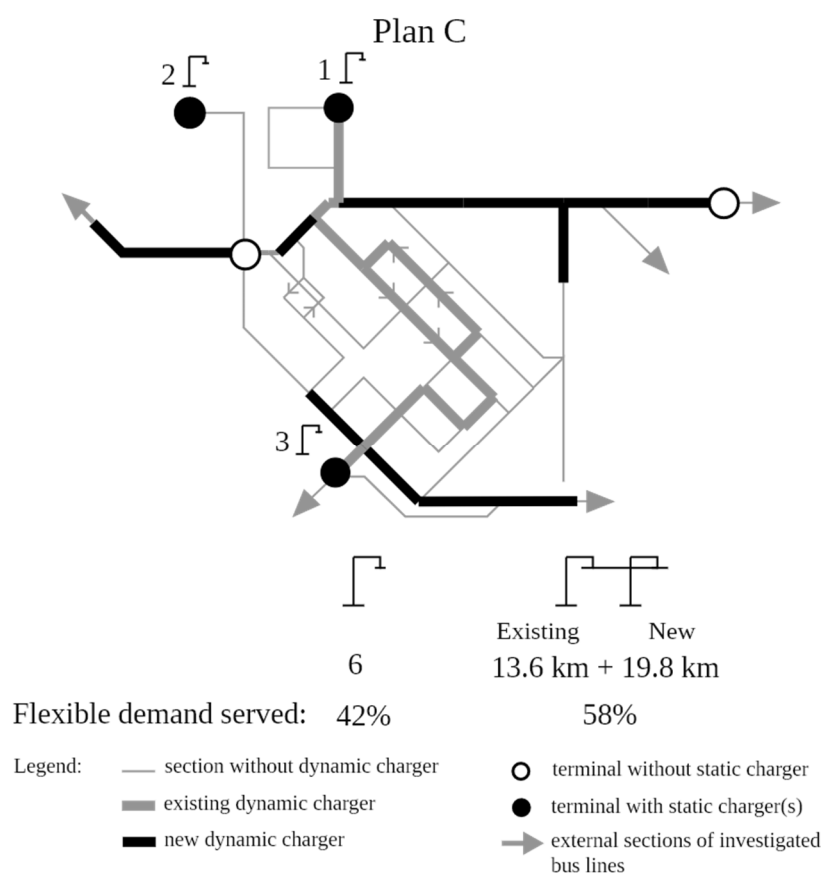 Plan C
2
1
3
Existing New
6 13.6 km + 19.8 km
Flexible demand served: 42% 58%
Legend:
section without dynamic charger
existing dynamic charger
new dynamic charger
terminal without static charger
terminal with static charger(s)
external sections of investigated
bus lines